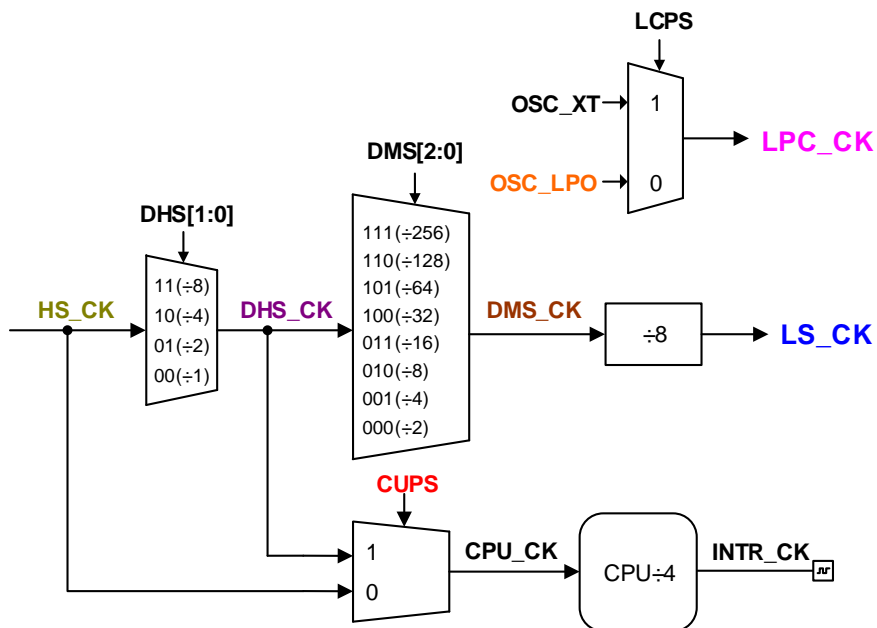 LCPS
OSC_XT
1
LPC_CK
OSC_LPO
0
DMS[2:0]
DHS[1:0]
111(÷256)
110(÷128)
101(÷64)
100(÷32)
011(÷16)
010(÷8)
001(÷4)
000(÷2)
11(÷8)
10(÷4)
01(÷2)
00(÷1)
HS_CK
DHS_CK
DMS_CK
÷8
LS_CK
CUPS
1
0
CPU_CK
CPU÷4
INTR_CK